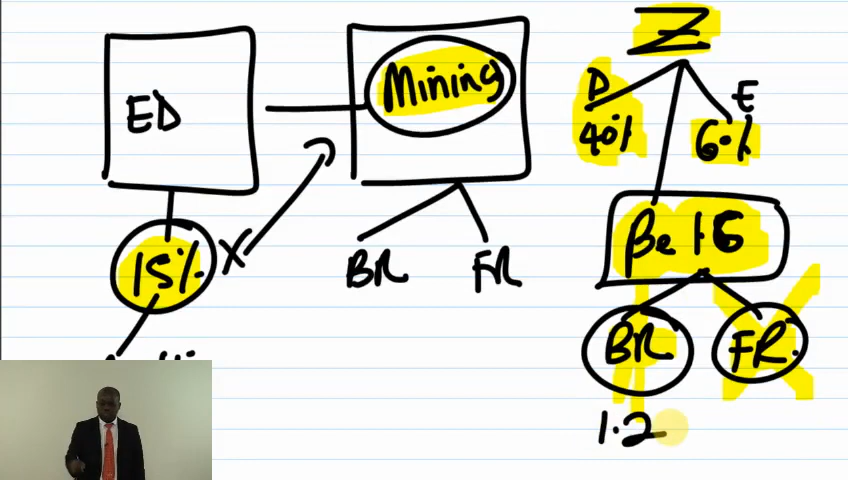 Z
Mining
D
E
ED
40%
60%
βe 1.6
15%
X
BR
FR
BR
FR
1.2